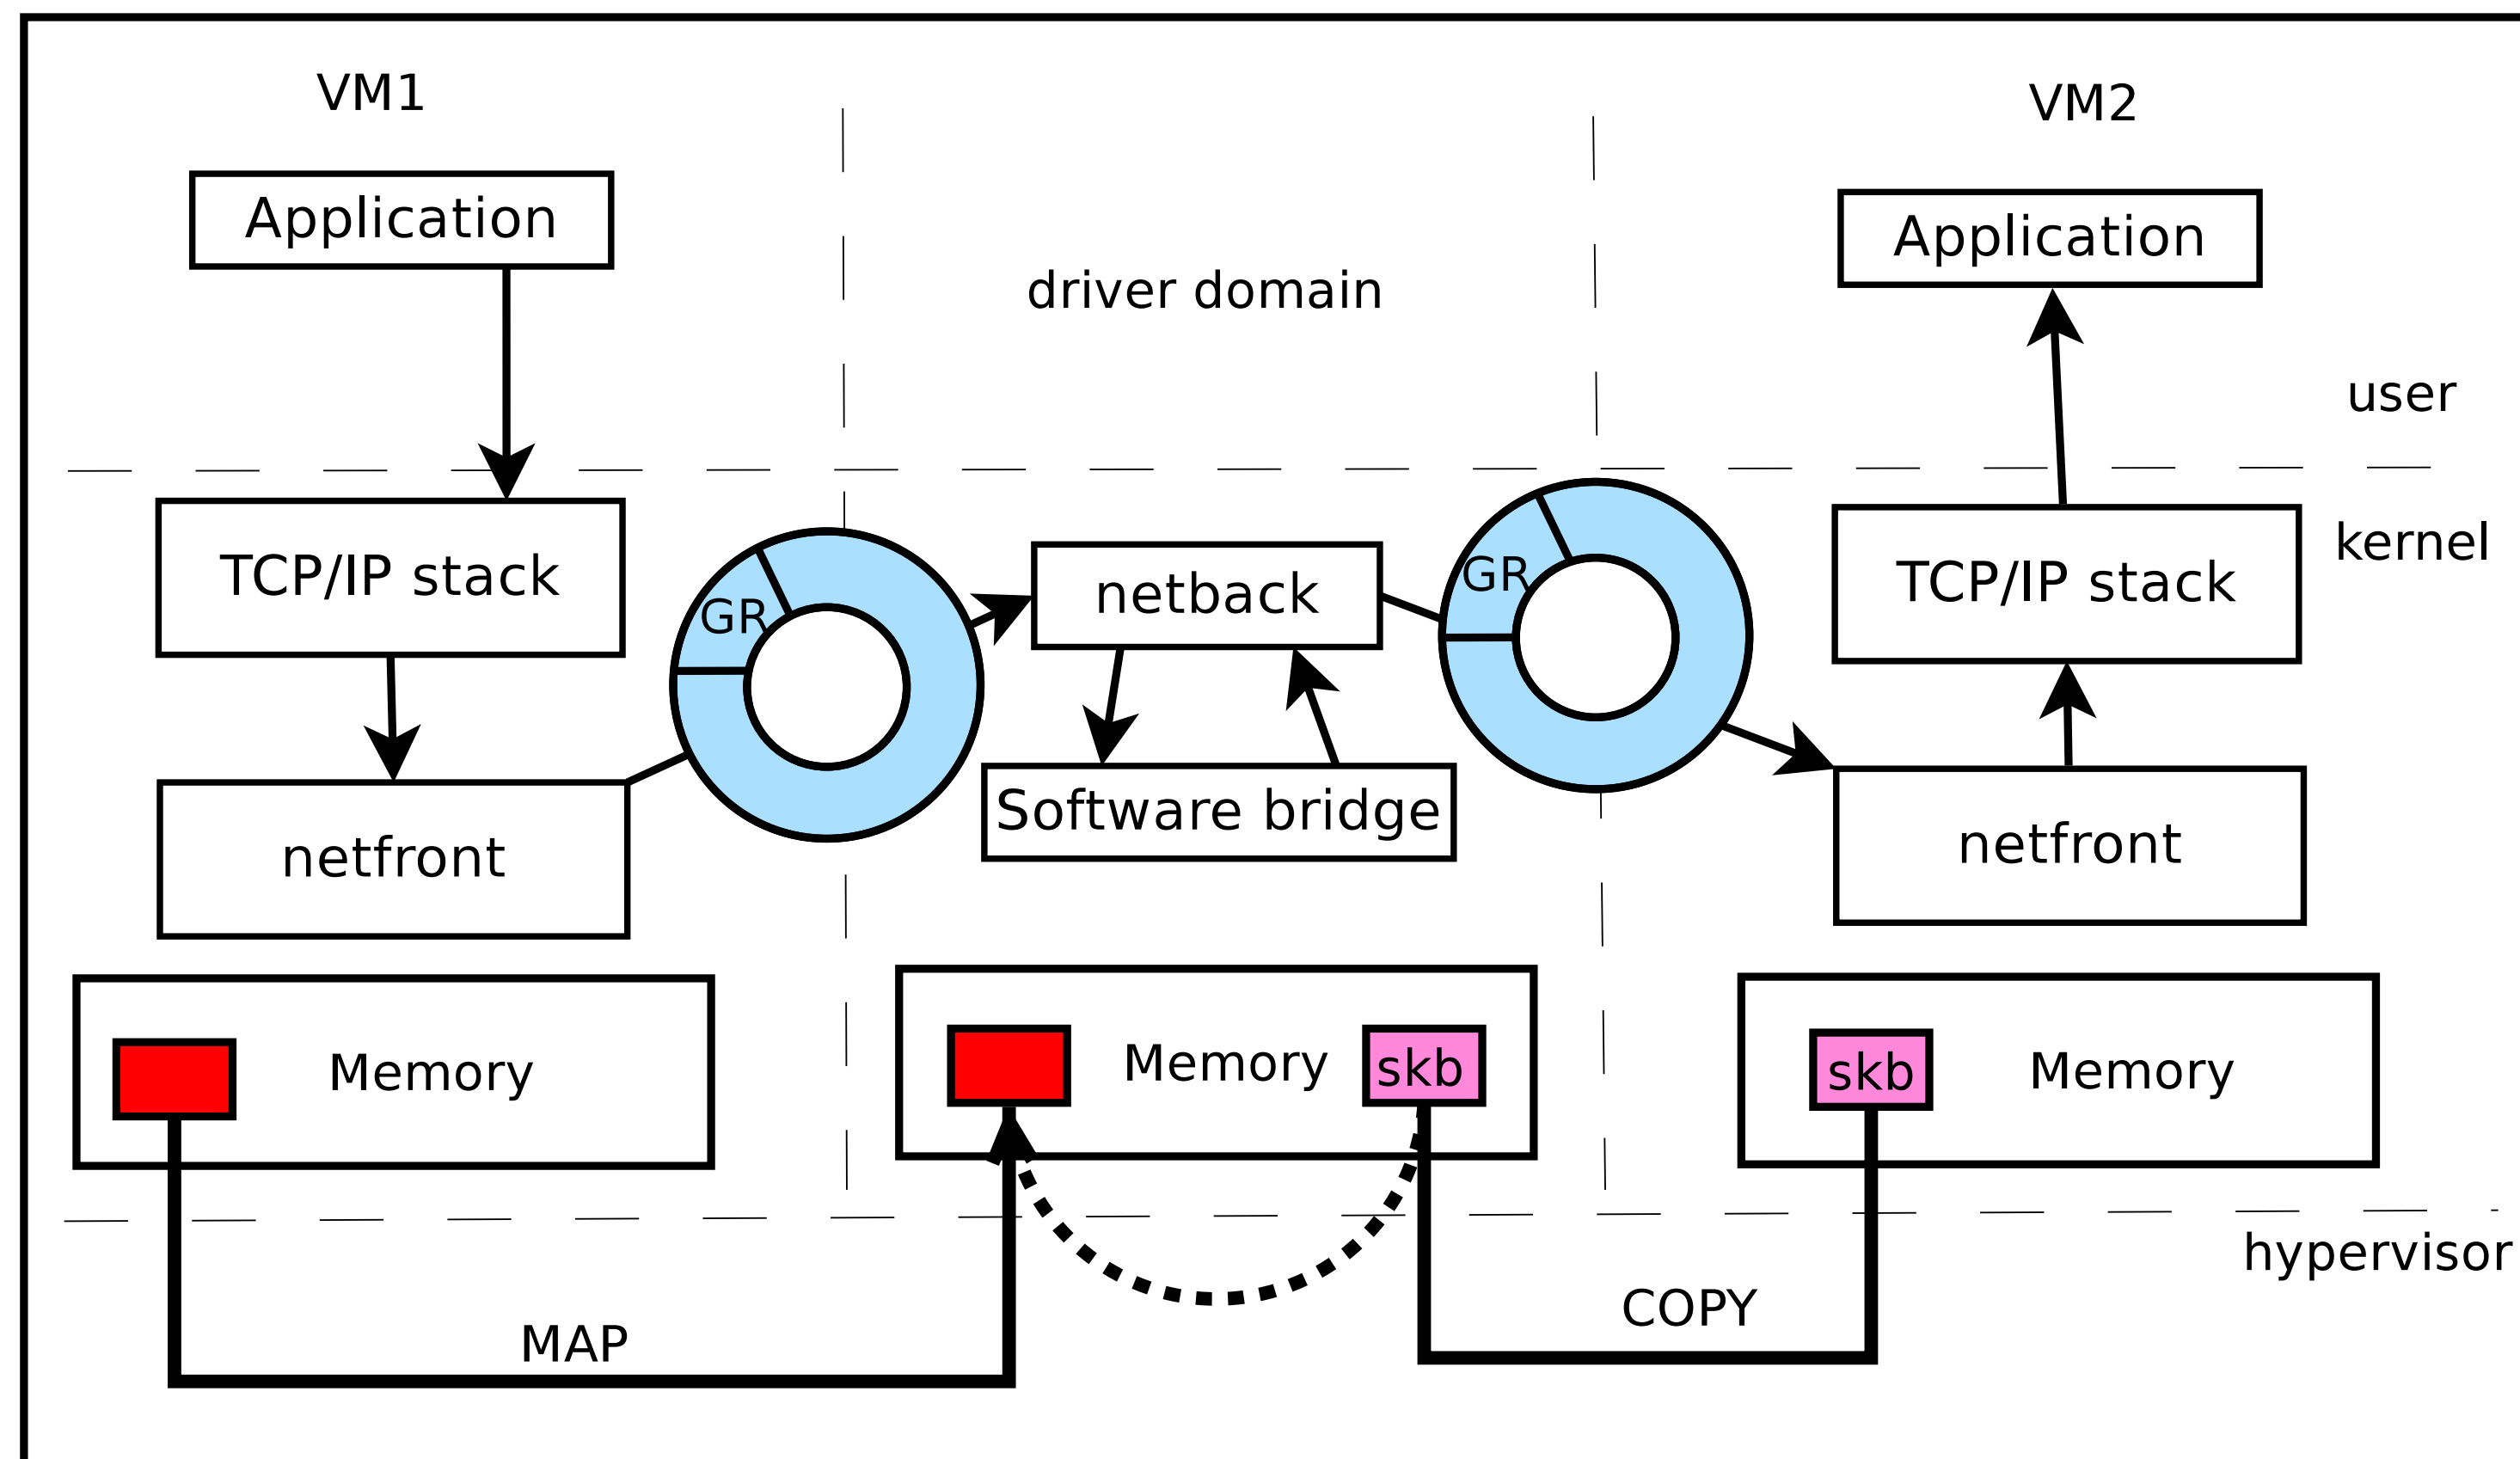 VM1
VM2
Application
Application
driver domain
user
kernel
TCP/IP stack
GR
netback
GR
TCP/IP stack
netfront
Software bridge
netfront
Memory
Memory
skb
skb
Memory
hypervisor
MAP
COPY